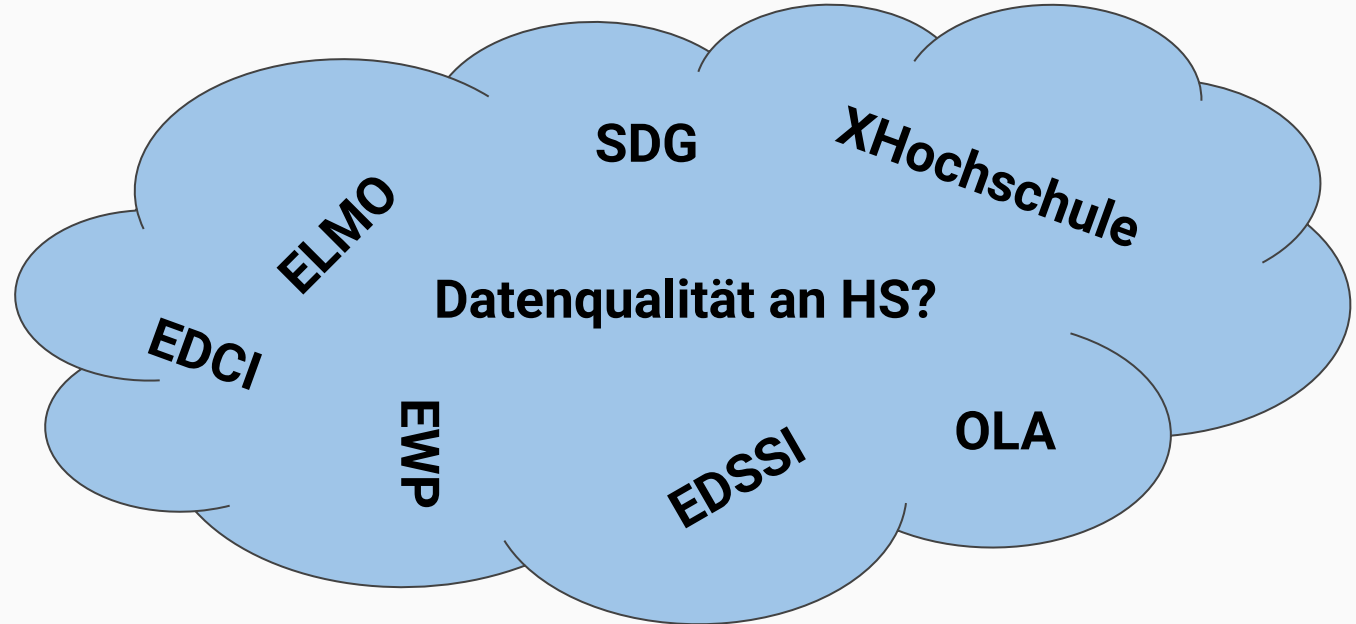 SDG
XHochschule
ELMO
Datenqualität an HS?
EDCI
EWP
EDSSI
OLA